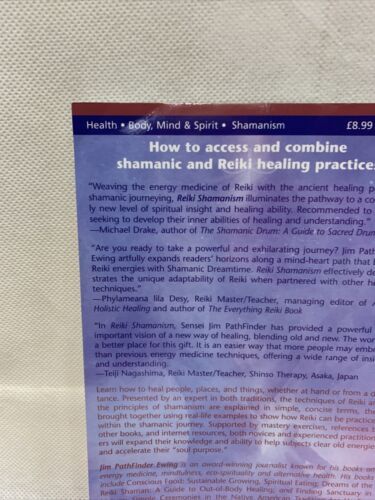 Health • Body, Mind & Spirit • Shamanism £8.99
How to access and combine
shamanic and Reiki healing practice
"Weaving the energy medicine of Reiki with the ancient healing p
shamanic journeying, Reiki Shamanism illuminates the pathway to a co
ly new level of spiritual insight and healing ability. Recommended to
seeking to develop their inner abilities of healing and understanding."
—Michael Drake, author of The Shamanic Drum: A Guide to Sacred Drum
"Are you ready to take a powerful and exhilarating journey? Jim Path
Ewing artfully expands readers' horizons along a mind-heart path that b
Reiki energies with Shamanic Dreamtime. Reiki Shamanism effectively de
strates the unique adaptability of Reiki when partnered with other he
techniques."
—Phylameana lila Desy, Reiki Master/Teacher, managing editor of A
Holistic Healing and author of The Everything Reiki Book
"In Reiki Shamanism, Sensei Jim PathFinder has provided a powerful
important vision of a new way of healing, blending old and new. The wor
a better place for this gift. It is an easier way that more people may emb
than previous energy medicine techniques, offering a wide range of insi
and understanding.
—Teiji Nagashima, Reiki Master/Teacher, Shinso Therapy, Asaka, Japan
Learn how to heal people, places, and things, whether at hand or from a d
tance. Presented by an expert in both traditions, the techniques of Reiki a
the principles of shamanism are explained in simple, concise terms, the
brought together using real-life examples to show how Reiki can be practic
within the shamanic journey. Supported by mastery exercises, references
other books, and internet resources, both novices and experienced practition
ers will expand their knowledge and ability to help subjects clear old energie
and accelerate their "soul purpose."
Jim PathFinder Ewing is an award-winning journalist known for his books on
energy medicine, mindfulness, eco-spirituality and alternative health. His books
include Conscious Food: Sustainable Growing, Spiritual Eating; Dreams of the
Reiki Shaman: A Guide to Out-of-Body Healing; and Finding Sanctuary in
Ceremonies in the Native American Tradition